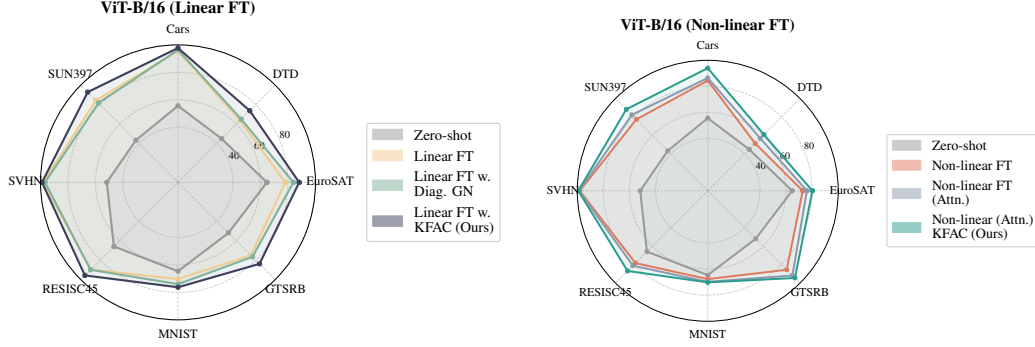 ViT-B/16 (Linear FT)
Cars
DTD
EuroSAT
GTSRB
MNIST
RESISC45
SVHN
SUN397
40
60
80
Zero-shot
Linear FT
Linear FT w.
Diag. GN
Linear FT w.
KFAC (Ours)
ViT-B/16 (Non-linear FT)
Cars
DTD
EuroSAT
GTSRB
MNIST
RESISC45
SVHN
SUN397
40
60
80
Zero-shot
Non-linear FT
Non-linear FT
(Attn.)
Non-linear (Attn.)
KFAC (Ours)